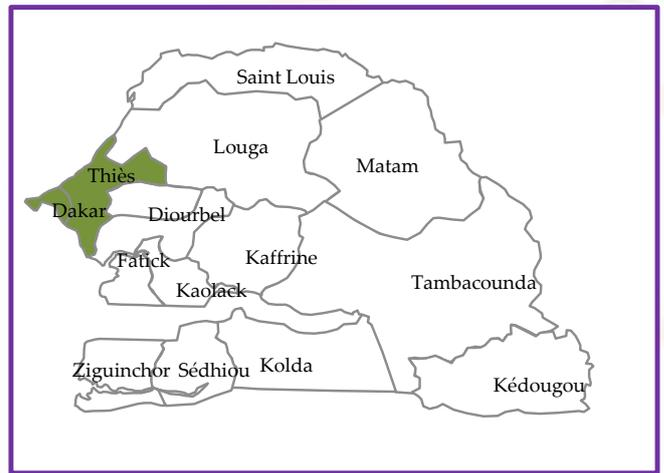 Saint Louis
Louga
Matam
Thiès
Dakar
Diourbel
Fatick
Kaffrine
Kaolack
Tambacounda
Ziguinchor
Sédhiou
Kolda
Kédougou